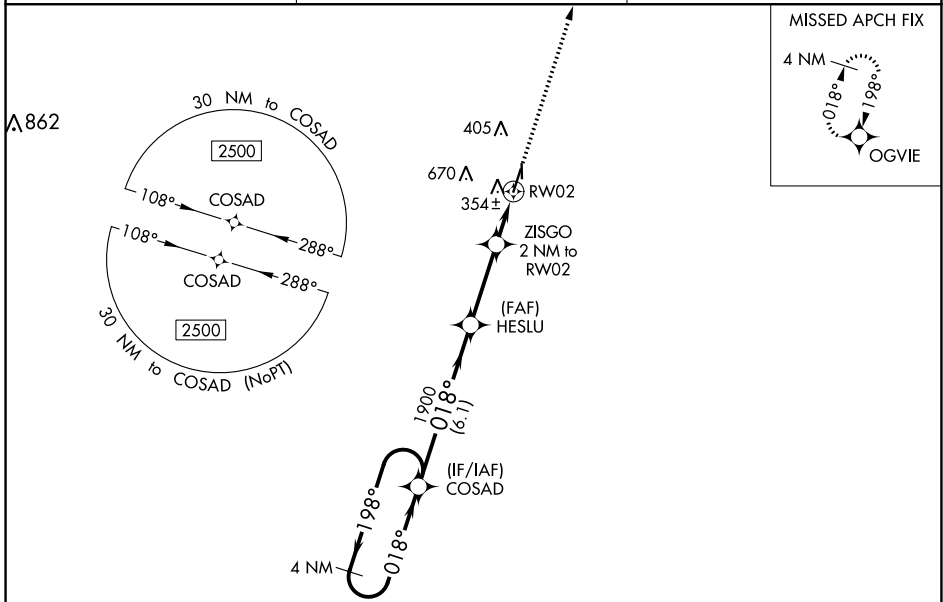 MISSED APCH FIX
4 NM
018°
198°
OGVIE
862
30 NM to COSAD
2500
COSAD
108°
288°
108°
288°
COSAD
2500
30 NM to COSAD (NoPT)
405
670
354±
RW02
ZISGO
2 NM to
RW02
(FAF)
HESLU
1900
018°
(6.1)
(IF/IAF)
COSAD
198°
018°
4 NM